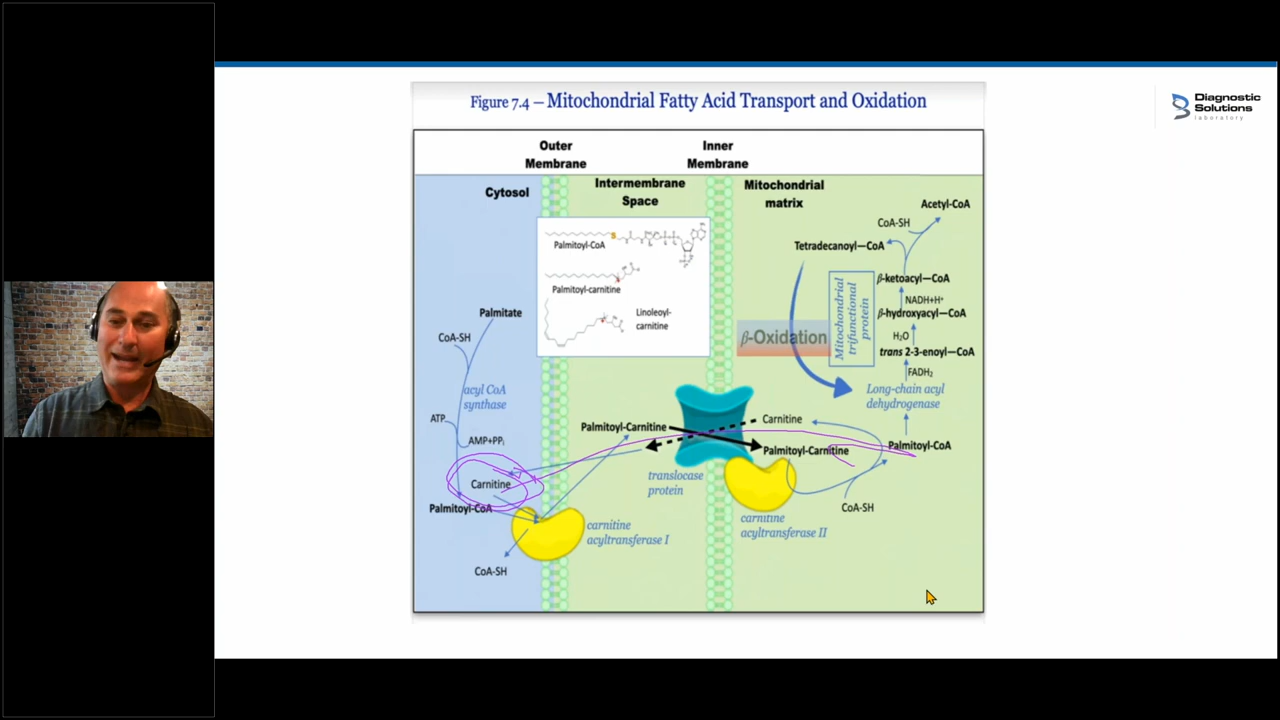 Figure 7.4 – Mitochondrial Fatty Acid Transport and Oxidation
Diagnostic
Solutions
laboratory
Outer
Membrane
Inner
Membrane
Cytosol
Intermembrane
Space
Mitochondrial
matrix
Acetyl-CoA
CoA-SH
Tetradecanoyl—CoA
Palmitoyl-CoA
Palmitoyl-carnitine
Linoleoyl-
carnitine
β-ketoacyl—CoA
NADH+H⁺
β-hydroxyacyl—CoA
H₂O
trans 2-3-enoyl—CoA
FADH₂
Mitochondrial
trifunctional
protein
β-Oxidation
Long-chain acyl
dehydrogenase
Palmitate
CoA-SH
acyl CoA
synthase
ATP
AMP+PPᵢ
Carnitine
Palmitoyl-CoA
Palmitoyl-Carnitine
Carnitine
Palmitoyl-Carnitine
Palmitoyl-CoA
translocase
protein
CoA-SH
carnitine
acyltransferase I
carnitine
acyltransferase II
CoA-SH